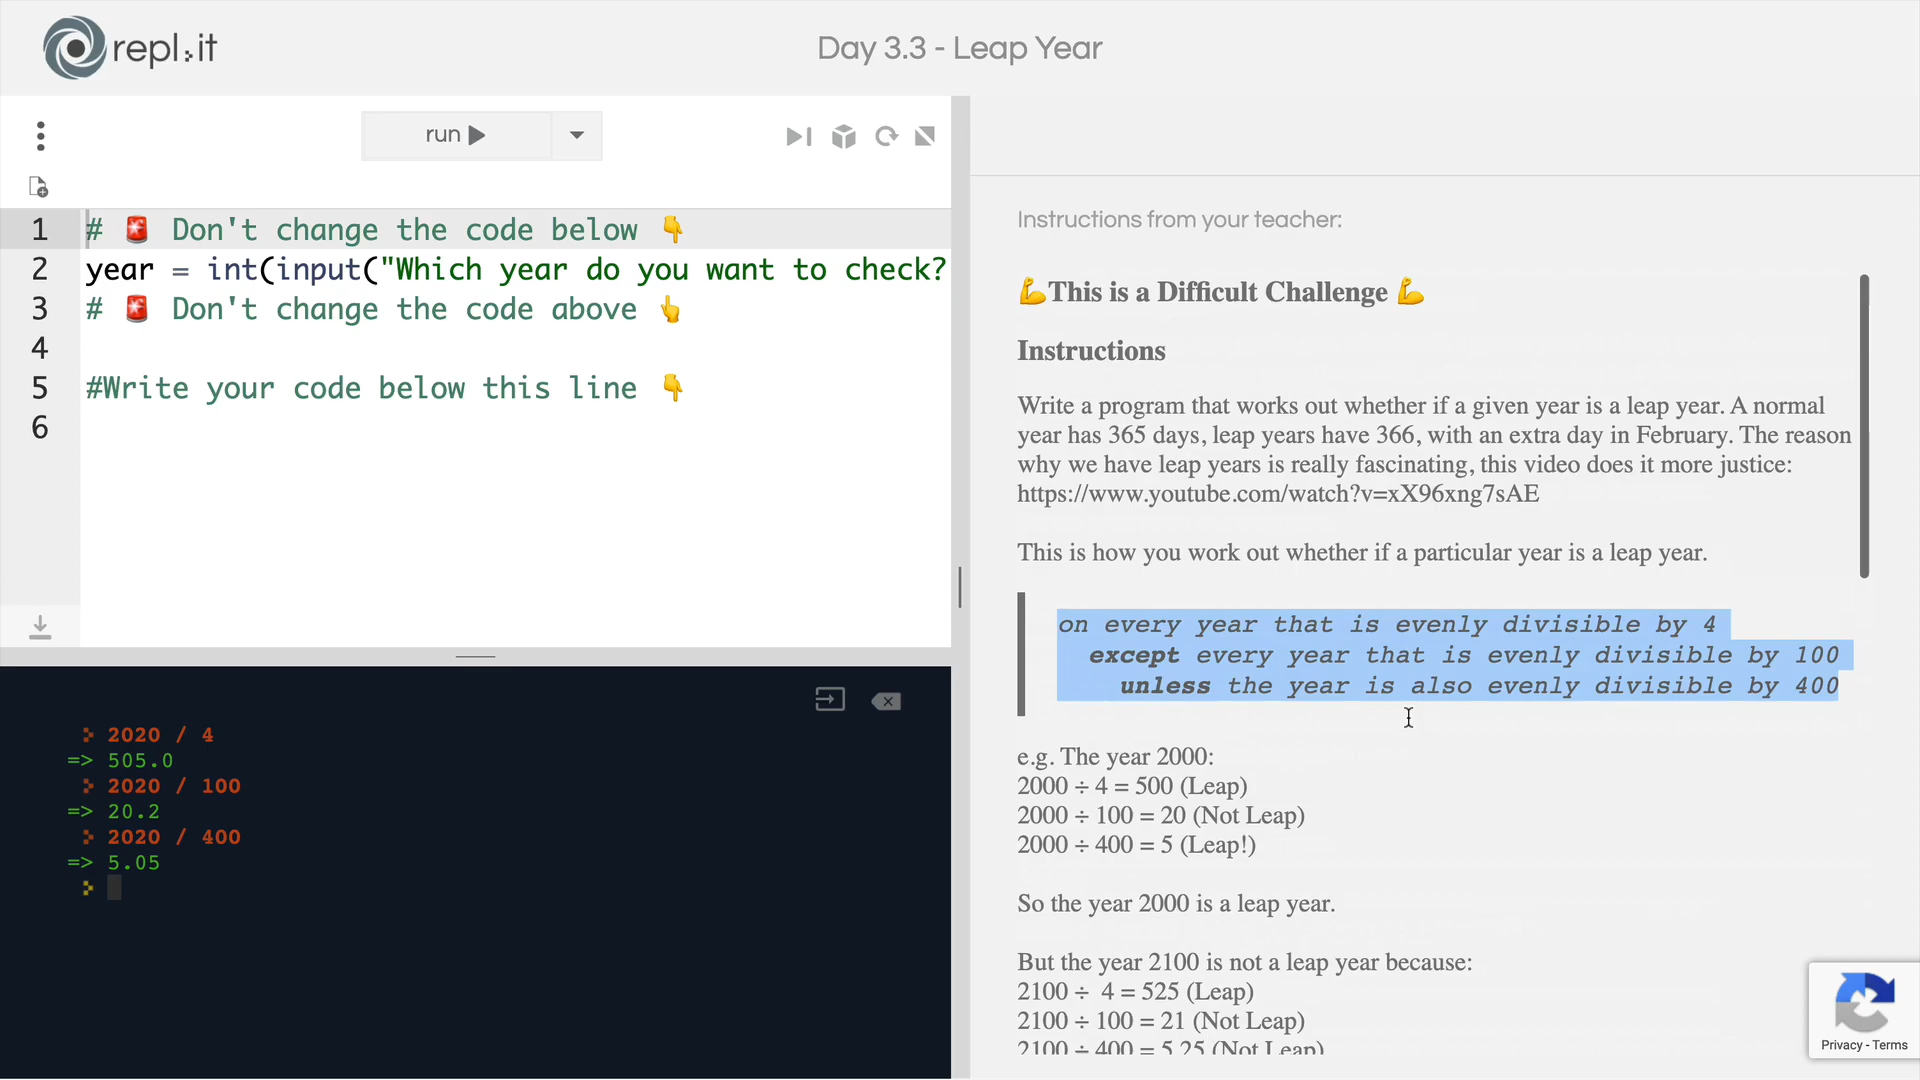 repl.it
Day 3.3 - Leap Year
run
1 # 🚨 Don't change the code below 👇
2 year = int(input("Which year do you want to check?
3 # 🚨 Don't change the code above 👆
4
5 #Write your code below this line 👇
6
2020 / 4
=> 505.0
2020 / 100
=> 20.2
2020 / 400
=> 5.05
Instructions from your teacher:
💪This is a Difficult Challenge 💪
Instructions
Write a program that works out whether if a given year is a leap year. A normal
year has 365 days, leap years have 366, with an extra day in February. The reason
why we have leap years is really fascinating, this video does it more justice:
https://www.youtube.com/watch?v=xX96xng7sAE
This is how you work out whether if a particular year is a leap year.
on every year that is evenly divisible by 4
except every year that is evenly divisible by 100
unless the year is also evenly divisible by 400
e.g. The year 2000:
2000 ÷ 4 = 500 (Leap)
2000 ÷ 100 = 20 (Not Leap)
2000 ÷ 400 = 5 (Leap!)
So the year 2000 is a leap year.
But the year 2100 is not a leap year because:
2100 ÷ 4 = 525 (Leap)
2100 ÷ 100 = 21 (Not Leap)
2100 ÷ 400 = 5.25 (Not Leap)
Privacy - Terms